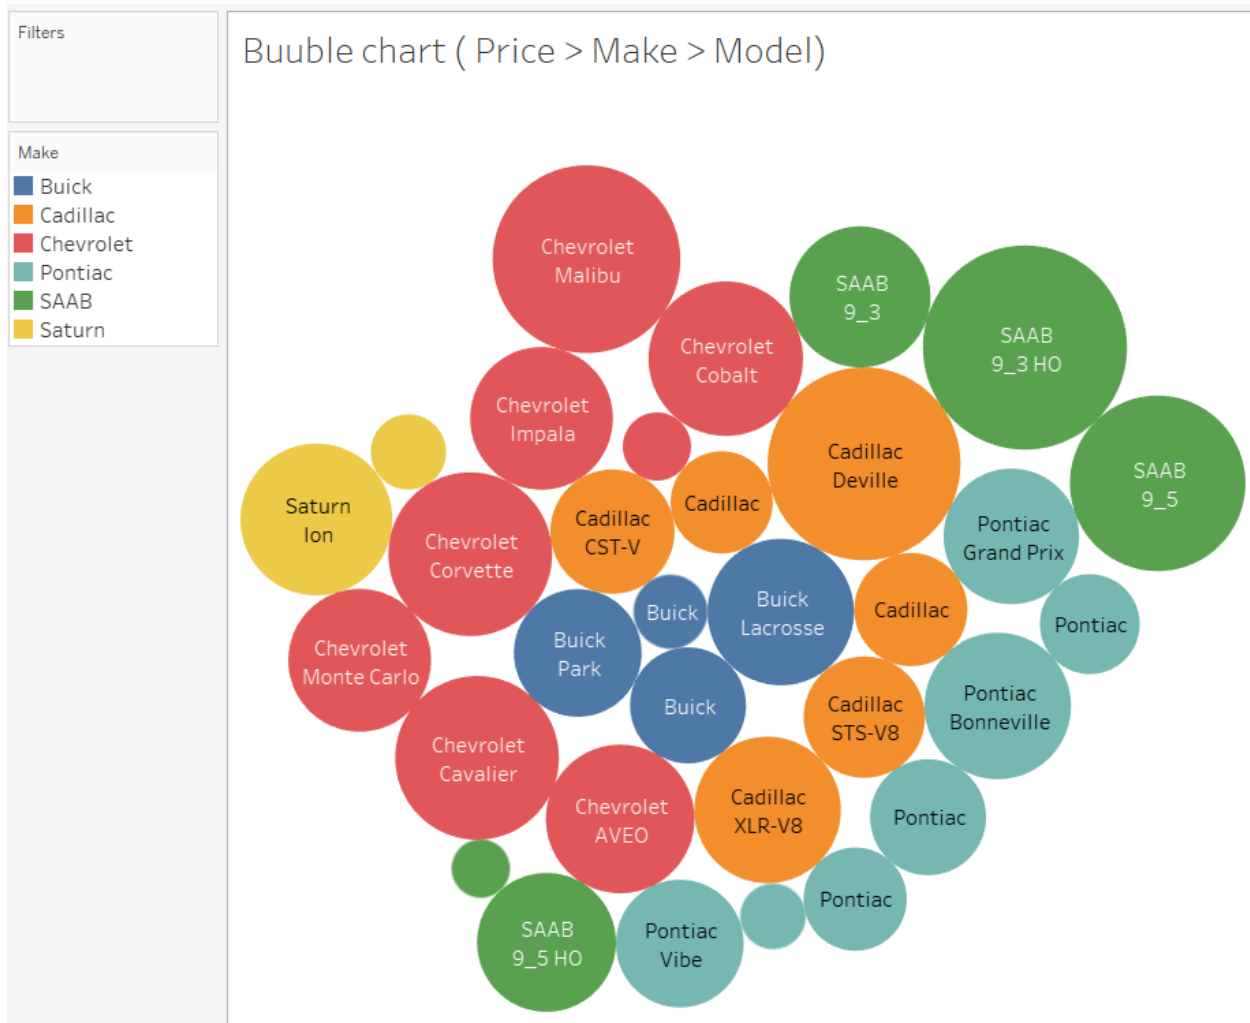 Filters
Buuble chart ( Price > Make > Model)
Make
Buick
Cadillac
Chevrolet
Pontiac
SAAB
Saturn
Chevrolet
Malibu
SAAB
9_3
SAAB
9_3 HO
Chevrolet
Cobalt
Chevrolet
Impala
Cadillac
Deville
SAAB
9_5
Saturn
Ion
Cadillac
Cadillac
CST-V
Chevrolet
Corvette
Pontiac
Grand Prix
Buick
Buick
Lacrosse
Cadillac
Pontiac
Buick
Park
Chevrolet
Monte Carlo
Buick
Cadillac
STS-V8
Pontiac
Bonneville
Chevrolet
Cavalier
Chevrolet
AVEO
Cadillac
XLR-V8
Pontiac
Pontiac
SAAB
9_5 HO
Pontiac
Vibe